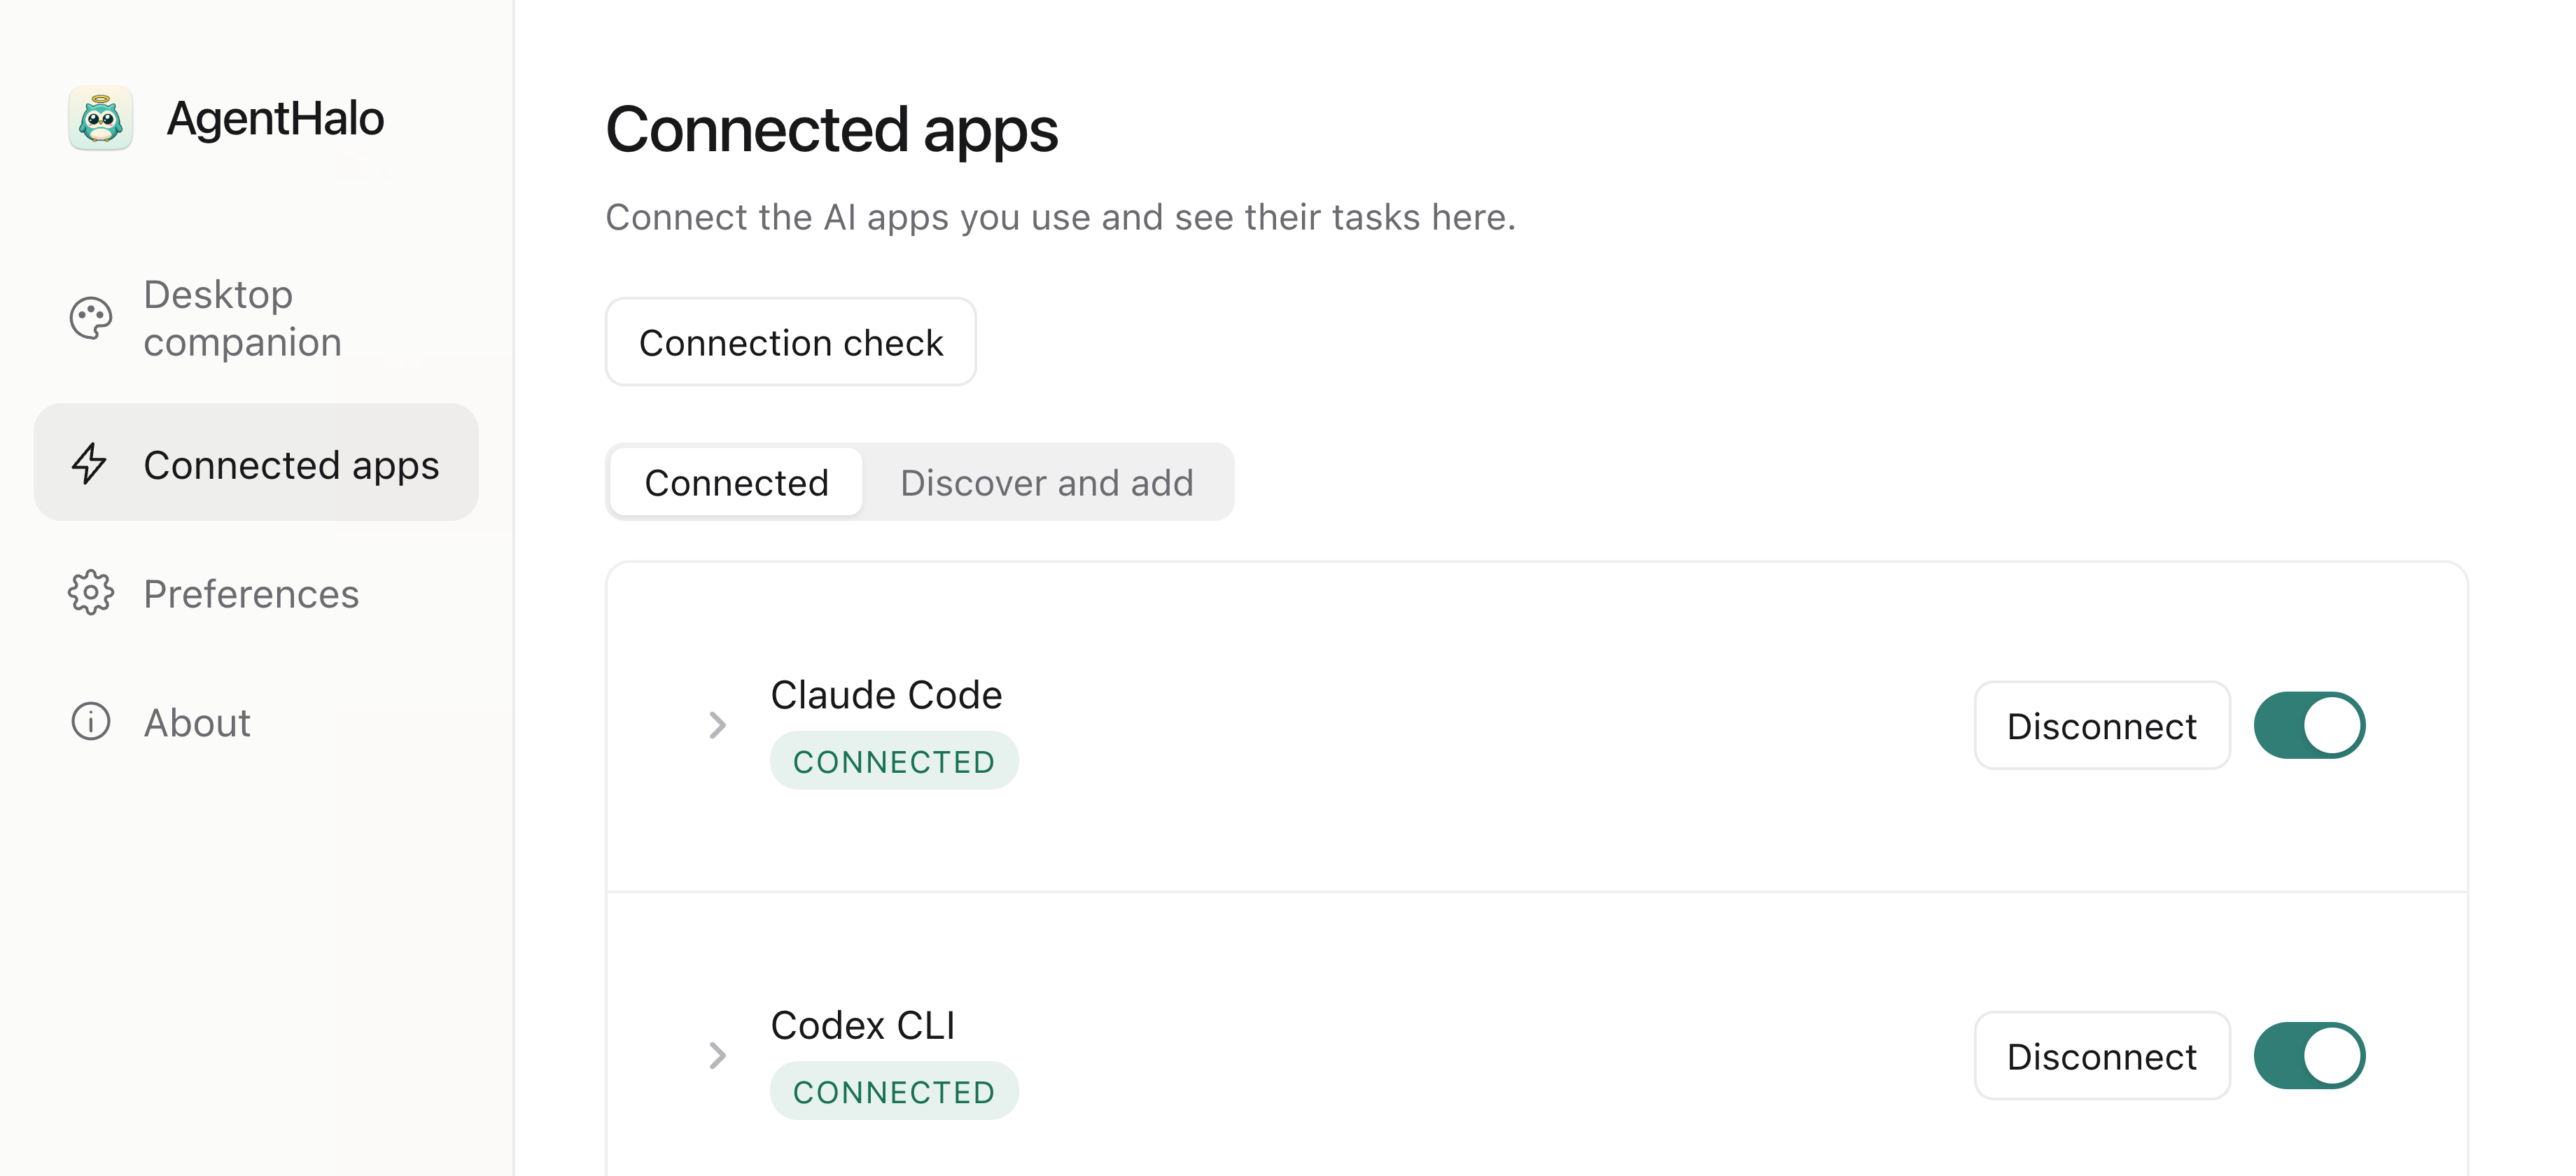 AgentHalo
Desktop
companion
Connected apps
Preferences
About
Connected apps
Connect the AI apps you use and see their tasks here.
Connection check
Connected
Discover and add
Claude Code
CONNECTED
Disconnect
Codex CLI
CONNECTED
Disconnect